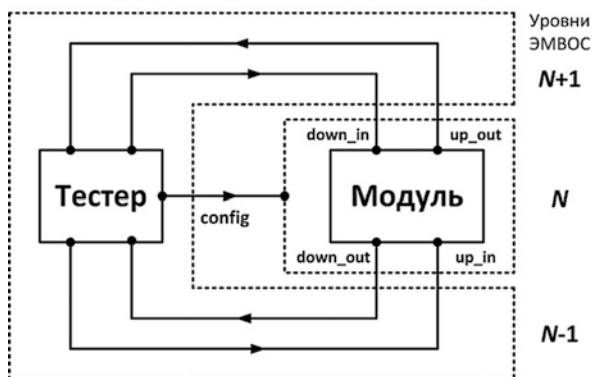 Уровни
ЭМВОС
N+1
down_in
up_out
Тестер
Модуль
N
config
down_out
up_in
N-1